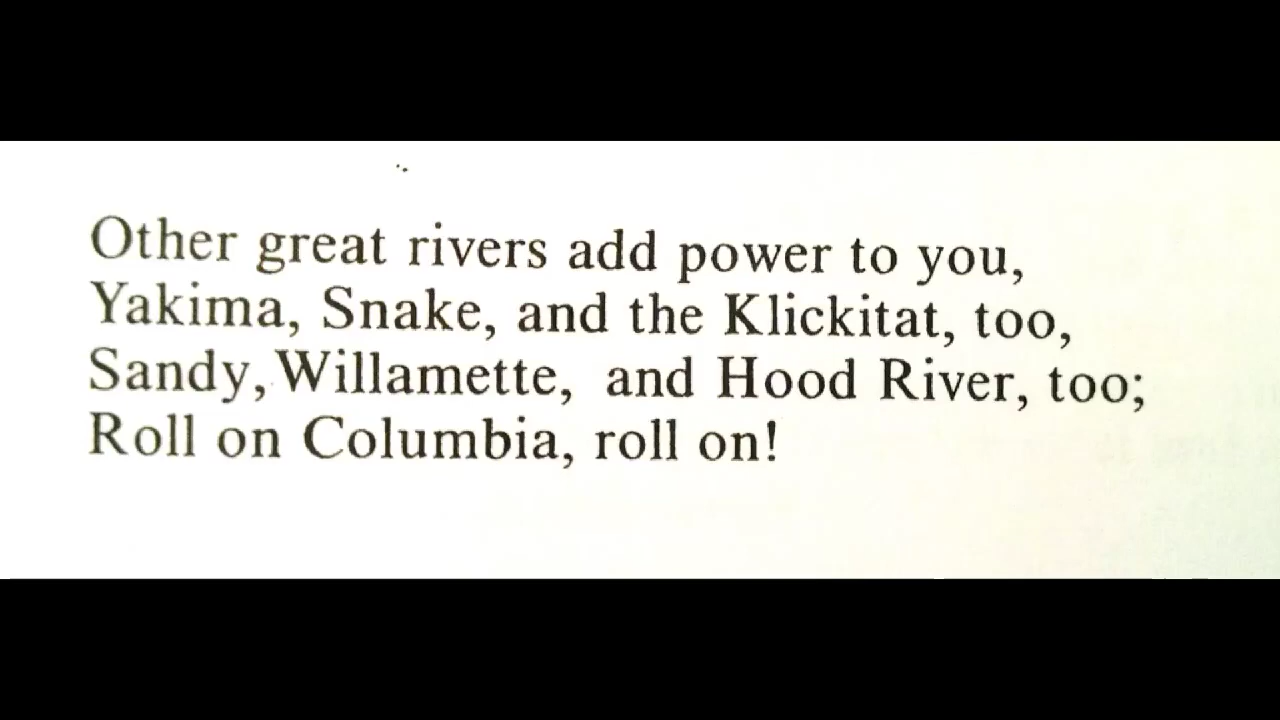 Other great rivers add power to you,
Yakima, Snake, and the Klickitat, too,
Sandy, Willamette, and Hood River, too;
Roll on Columbia, roll on!